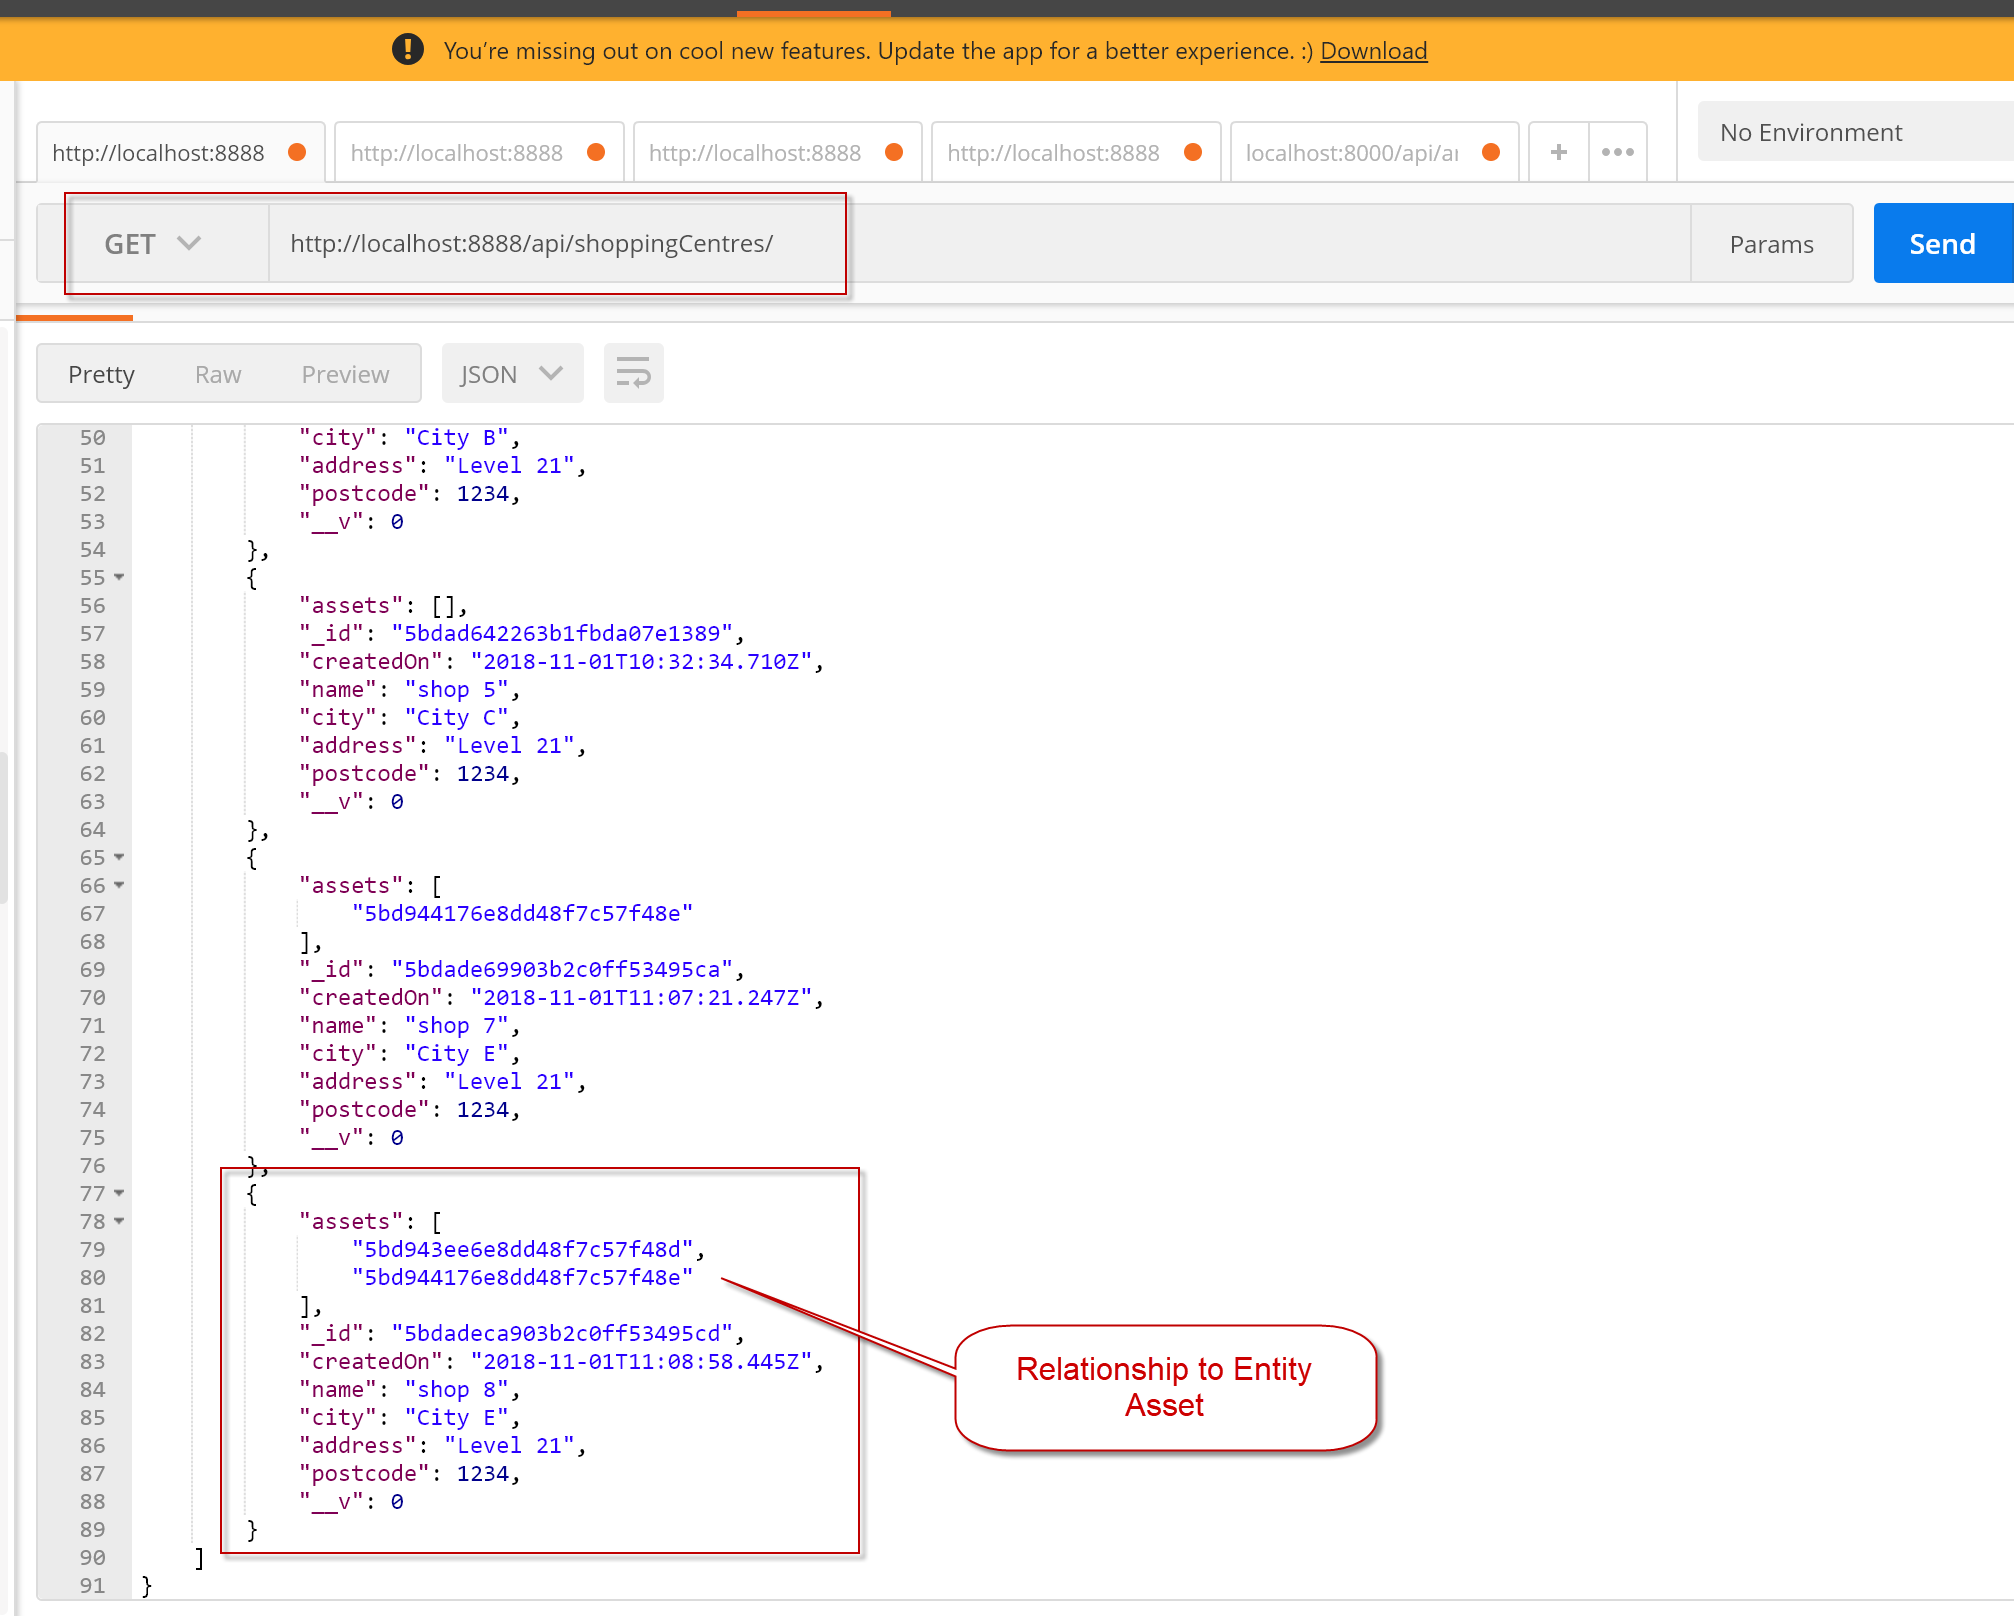 You're missing out on cool new features. Update the app for a better experience. :) Download
http://localhost:8888 http://localhost:8888 http://localhost:8888 http://localhost:8888 localhost:8000/api/ + ••• No Environment
GET http://localhost:8888/api/shoppingCentres/ Params Send
Pretty Raw Preview JSON
50 "city": "City B",
51 "address": "Level 21",
52 "postcode": 1234,
53 "__v": 0
54 },
55 {
56 "assets": [],
57 "_id": "5bdad642263b1fbda07e1389",
58 "createdOn": "2018-11-01T10:32:34.710Z",
59 "name": "shop 5",
60 "city": "City C",
61 "address": "Level 21",
62 "postcode": 1234,
63 "__v": 0
64 },
65 {
66 "assets": [
67 "5bd944176e8dd48f7c57f48e"
68 ],
69 "_id": "5bdade69903b2c0ff53495ca",
70 "createdOn": "2018-11-01T11:07:21.247Z",
71 "name": "shop 7",
72 "city": "City E",
73 "address": "Level 21",
74 "postcode": 1234,
75 "__v": 0
76 },
77 {
78 "assets": [
79 "5bd943ee6e8dd48f7c57f48d",
80 "5bd944176e8dd48f7c57f48e"
81 ],
82 "_id": "5bdadeca903b2c0ff53495cd",
83 "createdOn": "2018-11-01T11:08:58.445Z",
84 "name": "shop 8",
85 "city": "City E",
86 "address": "Level 21",
87 "postcode": 1234,
88 "__v": 0
89 }
90 ]
91 }
Relationship to Entity
Asset